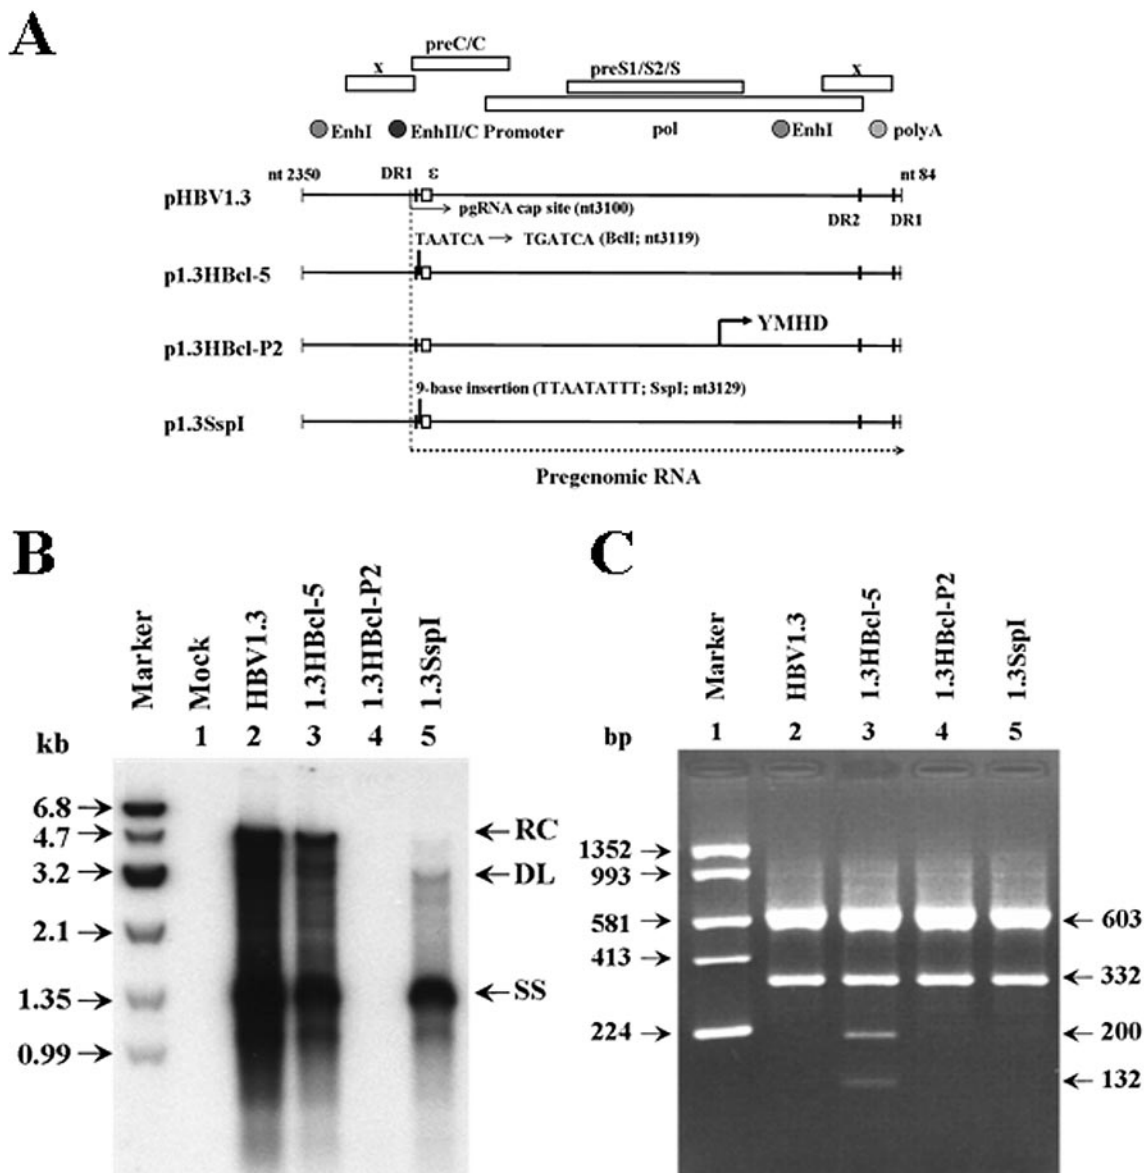 A
preC/C
x
preS1/S2/S
x
EnhI
EnhII/C Promoter
pol
EnhI
polyA
nt 2350
DR1
ε
nt 84
pHBV1.3
pgRNA cap site (nt3100)
DR2
DR1
TAATCA → TGATCA (BclI; nt3119)
p1.3HBcl-5
YMHD
p1.3HBcl-P2
9-base insertion (TTAATATTT; SspI; nt3129)
p1.3SspI
Pregenomic RNA
B
Marker
Mock
HBV1.3
1.3HBcl-5
1.3HBcl-P2
1.3SspI
kb
1 2 3 4 5
6.8
4.7
3.2
2.1
1.35
0.99
RC
DL
SS
C
Marker
HBV1.3
1.3HBcl-5
1.3HBcl-P2
1.3SspI
bp
1 2 3 4 5
1352
993
581
413
224
603
332
200
132